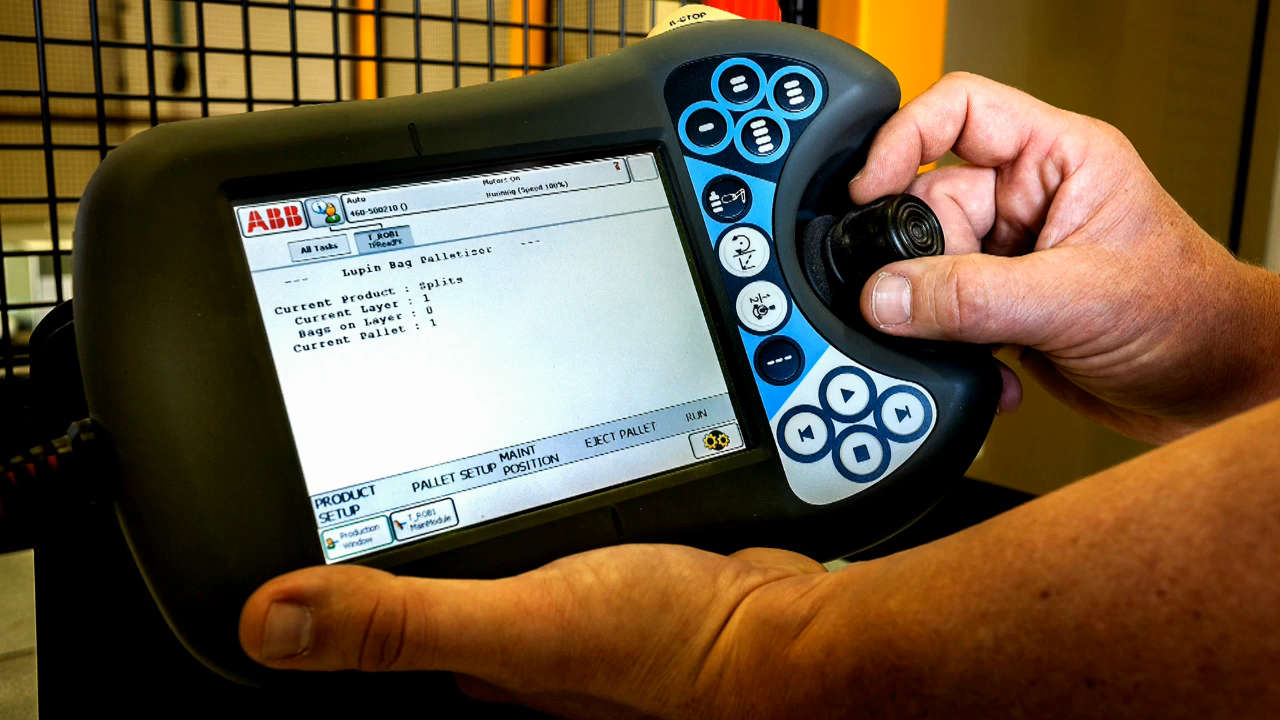 E-STOP
ABB
Auto
460-500210 ()
Motors On
Running (Speed 100%)
All Tasks
T_ROB1
TPReadFK
--- Lupin Bag Palletizer ---
Current Product : Splits
Current Layer : 1
Bags on Layer : 0
Current Pallet : 1
PRODUCT SETUP
PALLET SETUP
MAINT POSITION
EJECT PALLET
RUN
Production Window
T_ROB1
MainModule